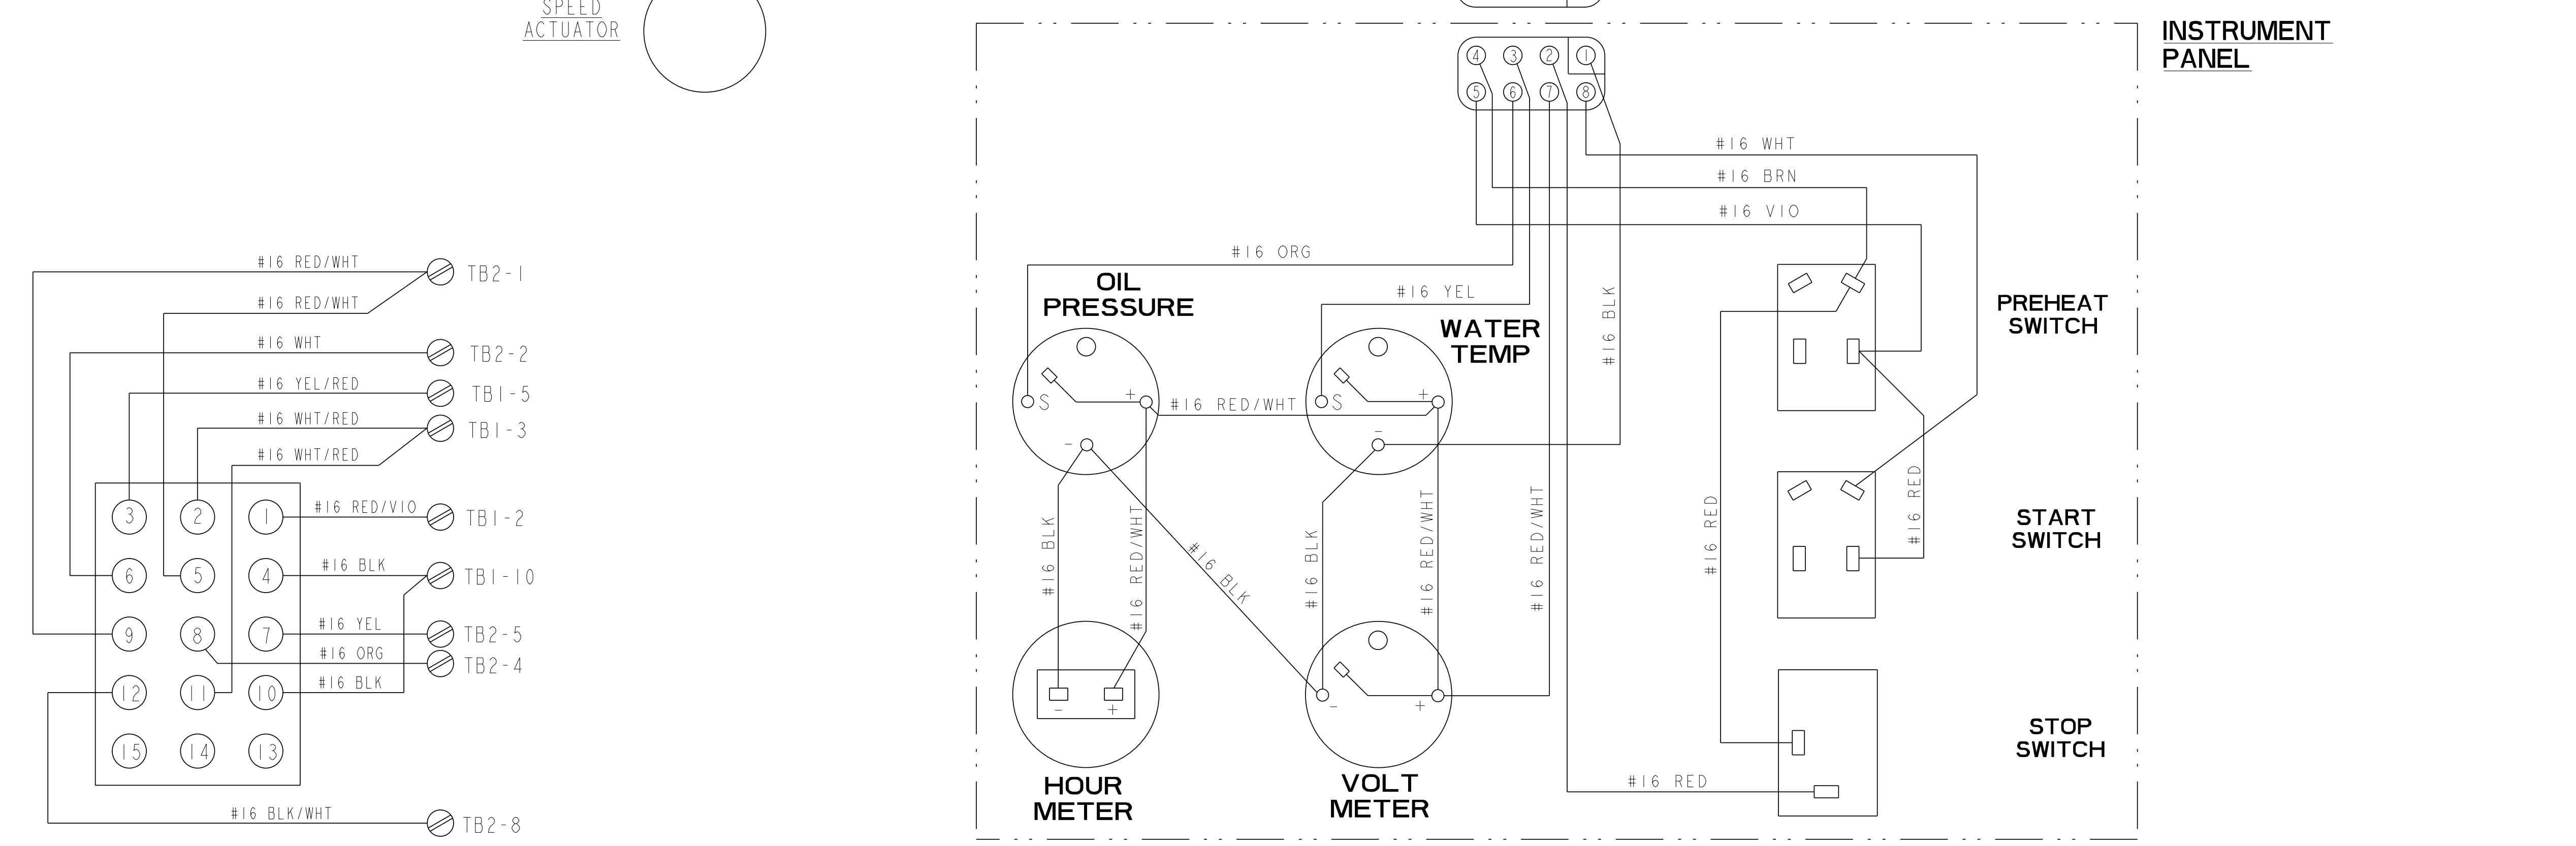 SPEED
ACTUATOR
#16 RED/WHT
TB2-1
#16 RED/WHT
#16 WHT
TB2-2
#16 YEL/RED
TB1-5
#16 WHT/RED
TB1-3
#16 WHT/RED
3 2 1
#16 RED/VIO
TB1-2
6 5 4
#16 BLK
TB1-10
9 8 7
#16 YEL
TB2-5
#16 ORG
TB2-4
12 11 10
#16 BLK
15 14 13
#16 BLK/WHT
TB2-8
INSTRUMENT
PANEL
4 3 2 1
5 6 7 8
#16 WHT
#16 BRN
#16 VIO
#16 ORG
OIL
PRESSURE
#16 YEL
WATER
TEMP
#16 BLK
S + -
#16 RED/WHT
S + -
#16 BLK
#16 RED/WHT
#16 BLK
#16 BLK
#16 RED/WHT
#16 RED/WHT
- +
HOUR
METER
- +
VOLT
METER
PREHEAT
SWITCH
#16 RED
#16 RED
START
SWITCH
STOP
SWITCH
#16 RED